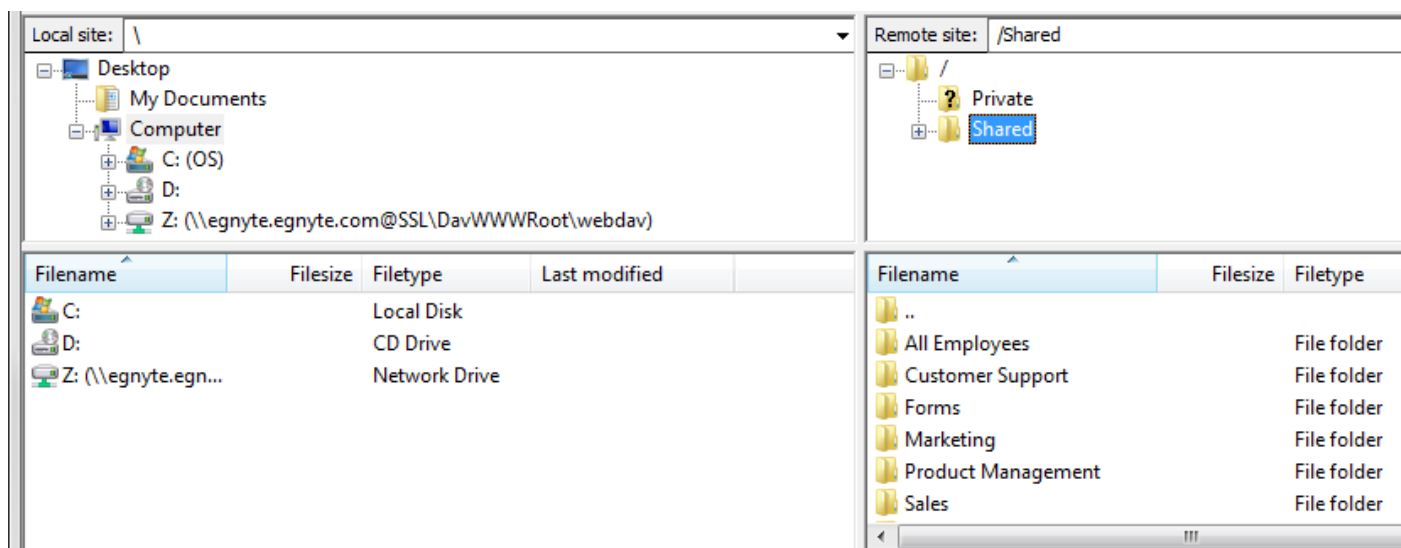 Local site: \
Desktop
My Documents
Computer
C: (OS)
D:
Z: (\\egnyte.egnyte.com@SSL\DavWWWRoot\webdav)
Filename Filesize Filetype Last modified
C: Local Disk
D: CD Drive
Z: (\\egnyte.egn... Network Drive
Remote site: /Shared
/
? Private
Shared
Filename Filesize Filetype
..
All Employees File folder
Customer Support File folder
Forms File folder
Marketing File folder
Product Management File folder
Sales File folder